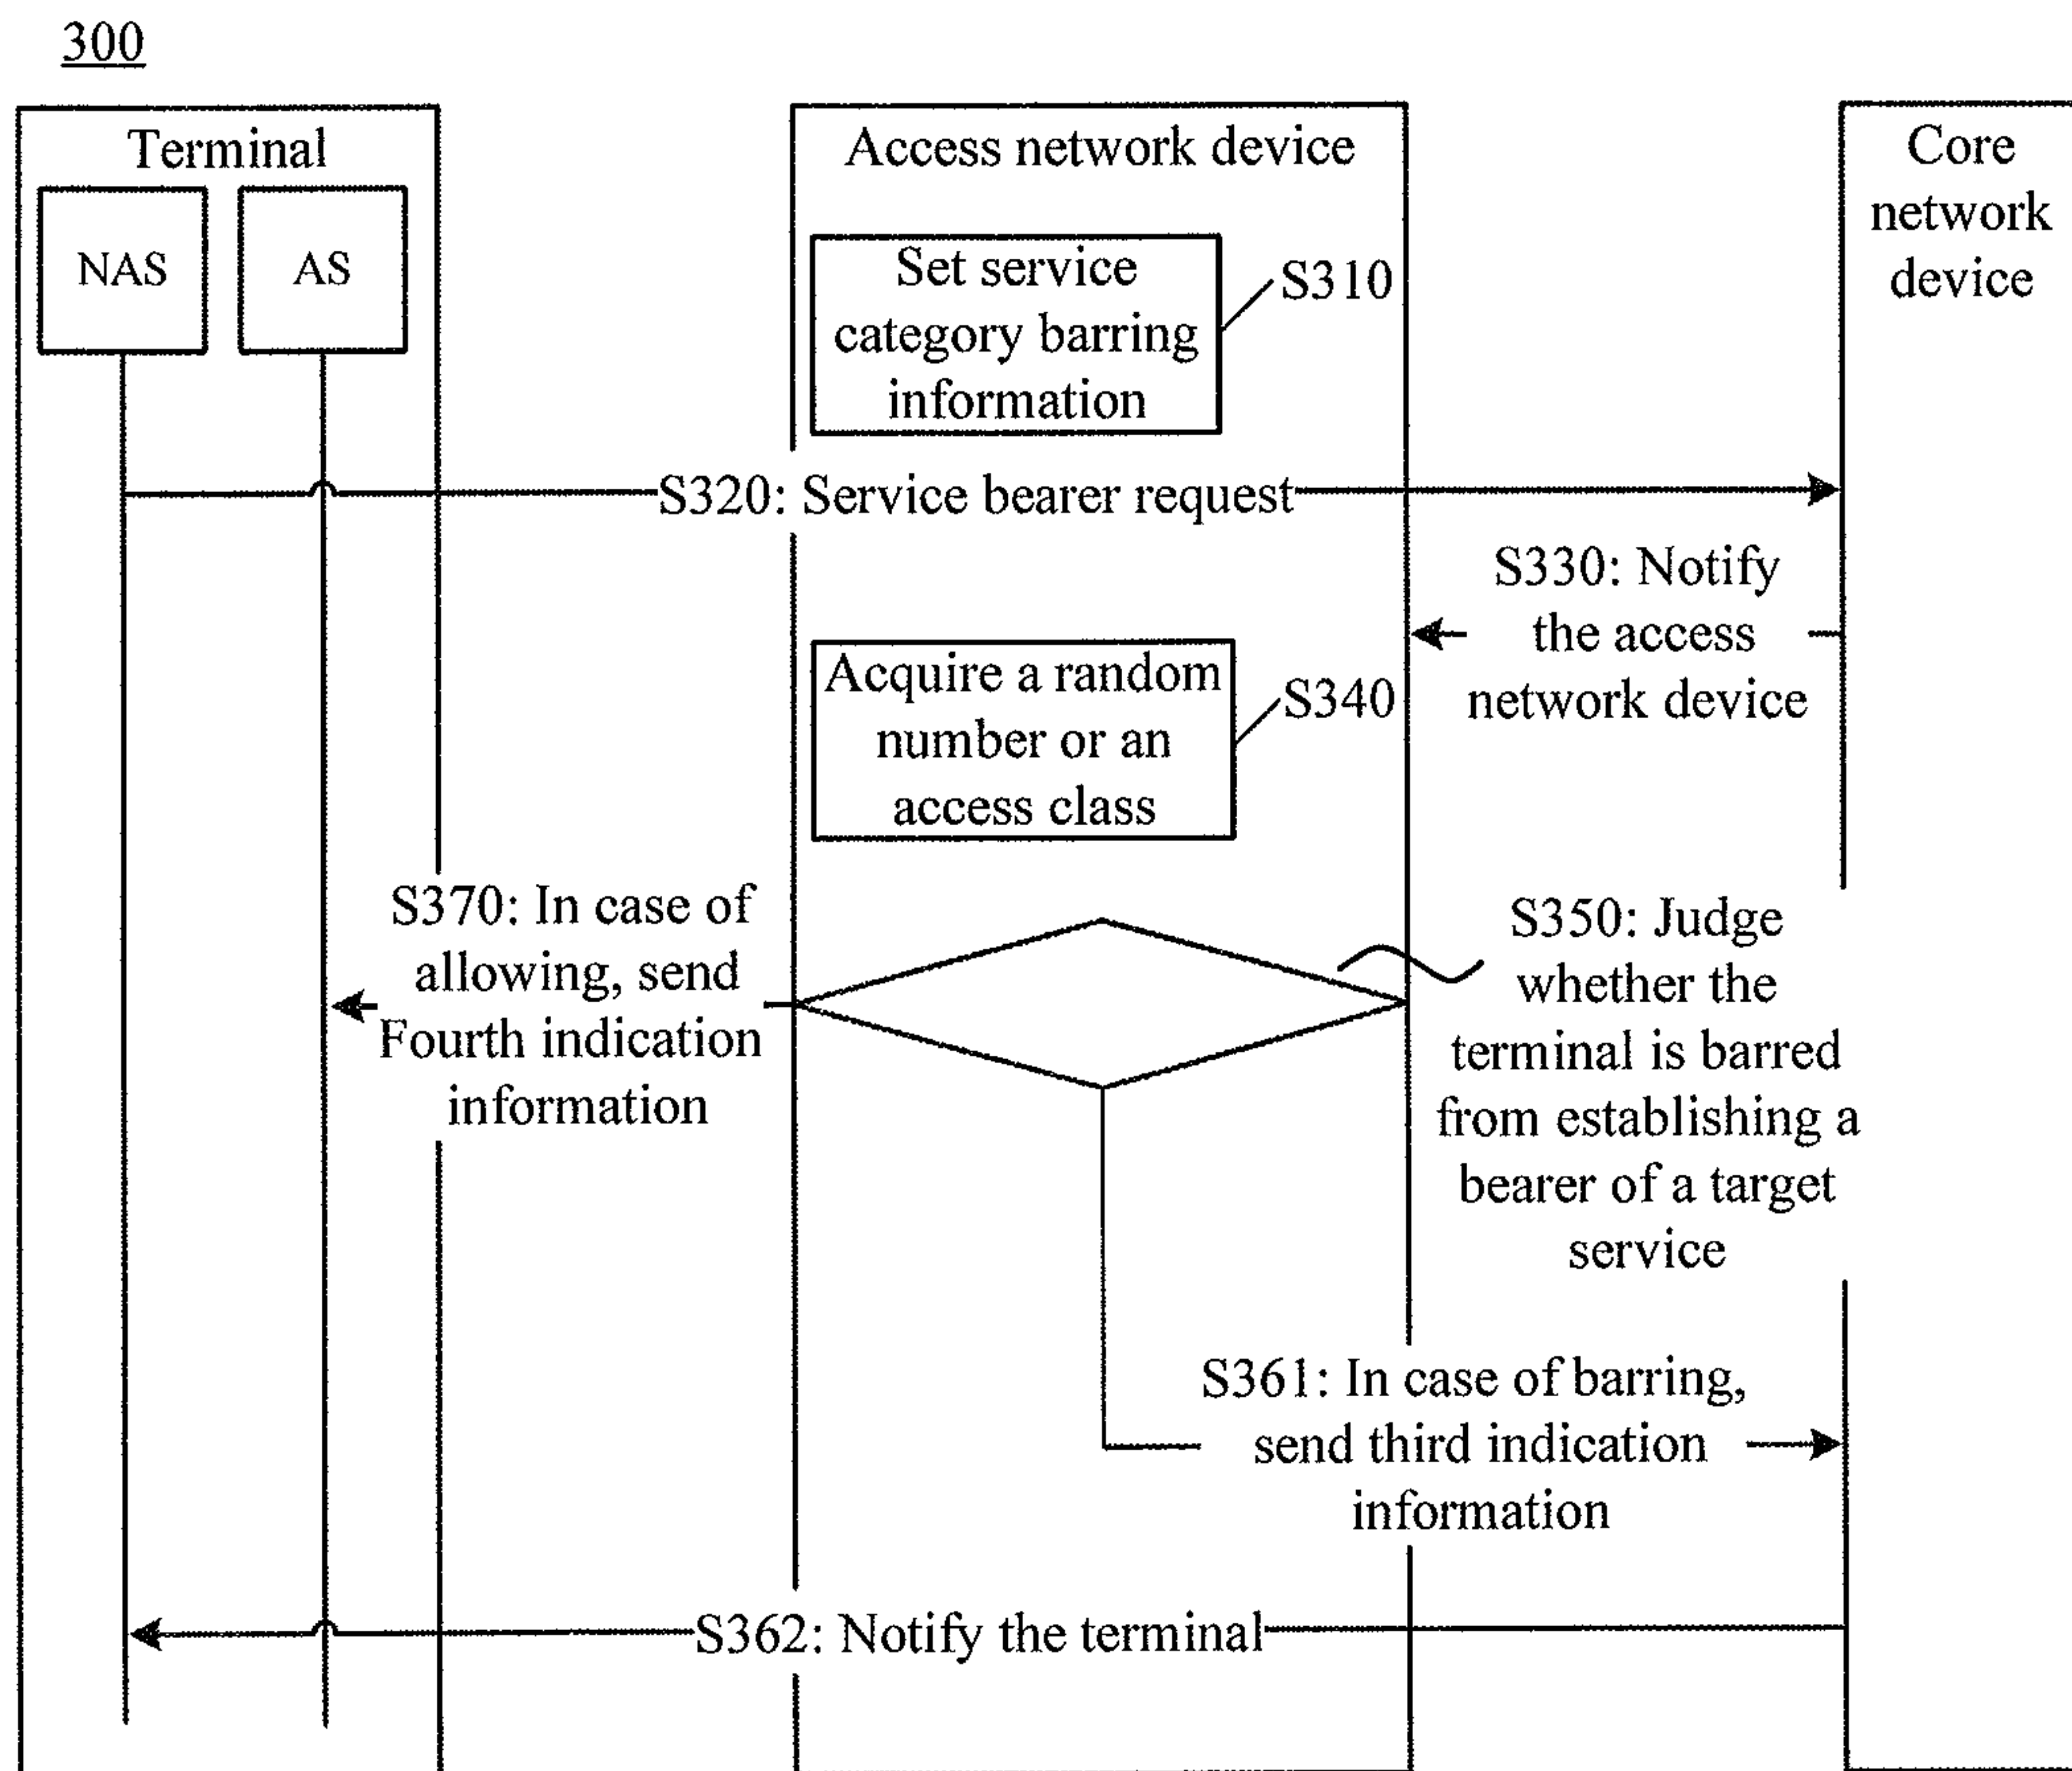 300
Terminal
NAS
AS
Access network device
Core
network
device
Set service
category barring
information
S310
S320: Service bearer request
S330: Notify
the access
network device
Acquire a random
number or an
access class
S340
S370: In case of
allowing, send
Fourth indication
information
S350: Judge
whether the
terminal is barred
from establishing a
bearer of a target
service
S361: In case of barring,
send third indication
information
S362: Notify the terminal